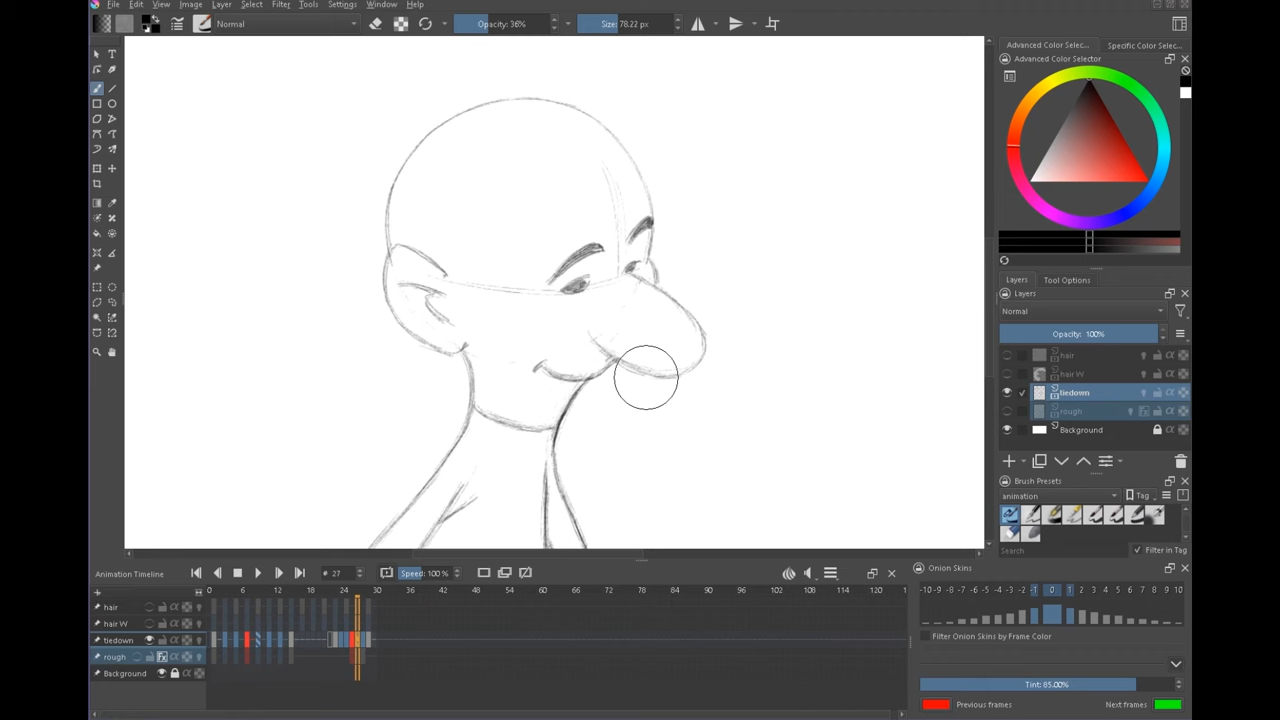 File Edit View Image Layer Select Filter Tools Settings Window Help
Normal Opacity: 36% Size: 78.22 px
Advanced Color Selec... Specific Color Selec...
Advanced Color Selector
Layers Tool Options
Layers
Normal
Opacity: 100%
hair
hair W
tiedown
rough
Background
Brush Presets
animation Tag
Search Filter in Tag
Animation Timeline # 27 Speed: 100 %
0 6 12 18 24 30 36 42 48 54 60 66 72 78 84 90 96 102 108 114 120 12
hair
hair W
tiedown
rough
Background
Onion Skins
-10 -9 -8 -7 -6 -5 -4 -3 -2 -1 0 1 2 3 4 5 6 7 8 9 10
Filter Onion Skins by Frame Color
Tint: 85.00%
Previous frames Next frames